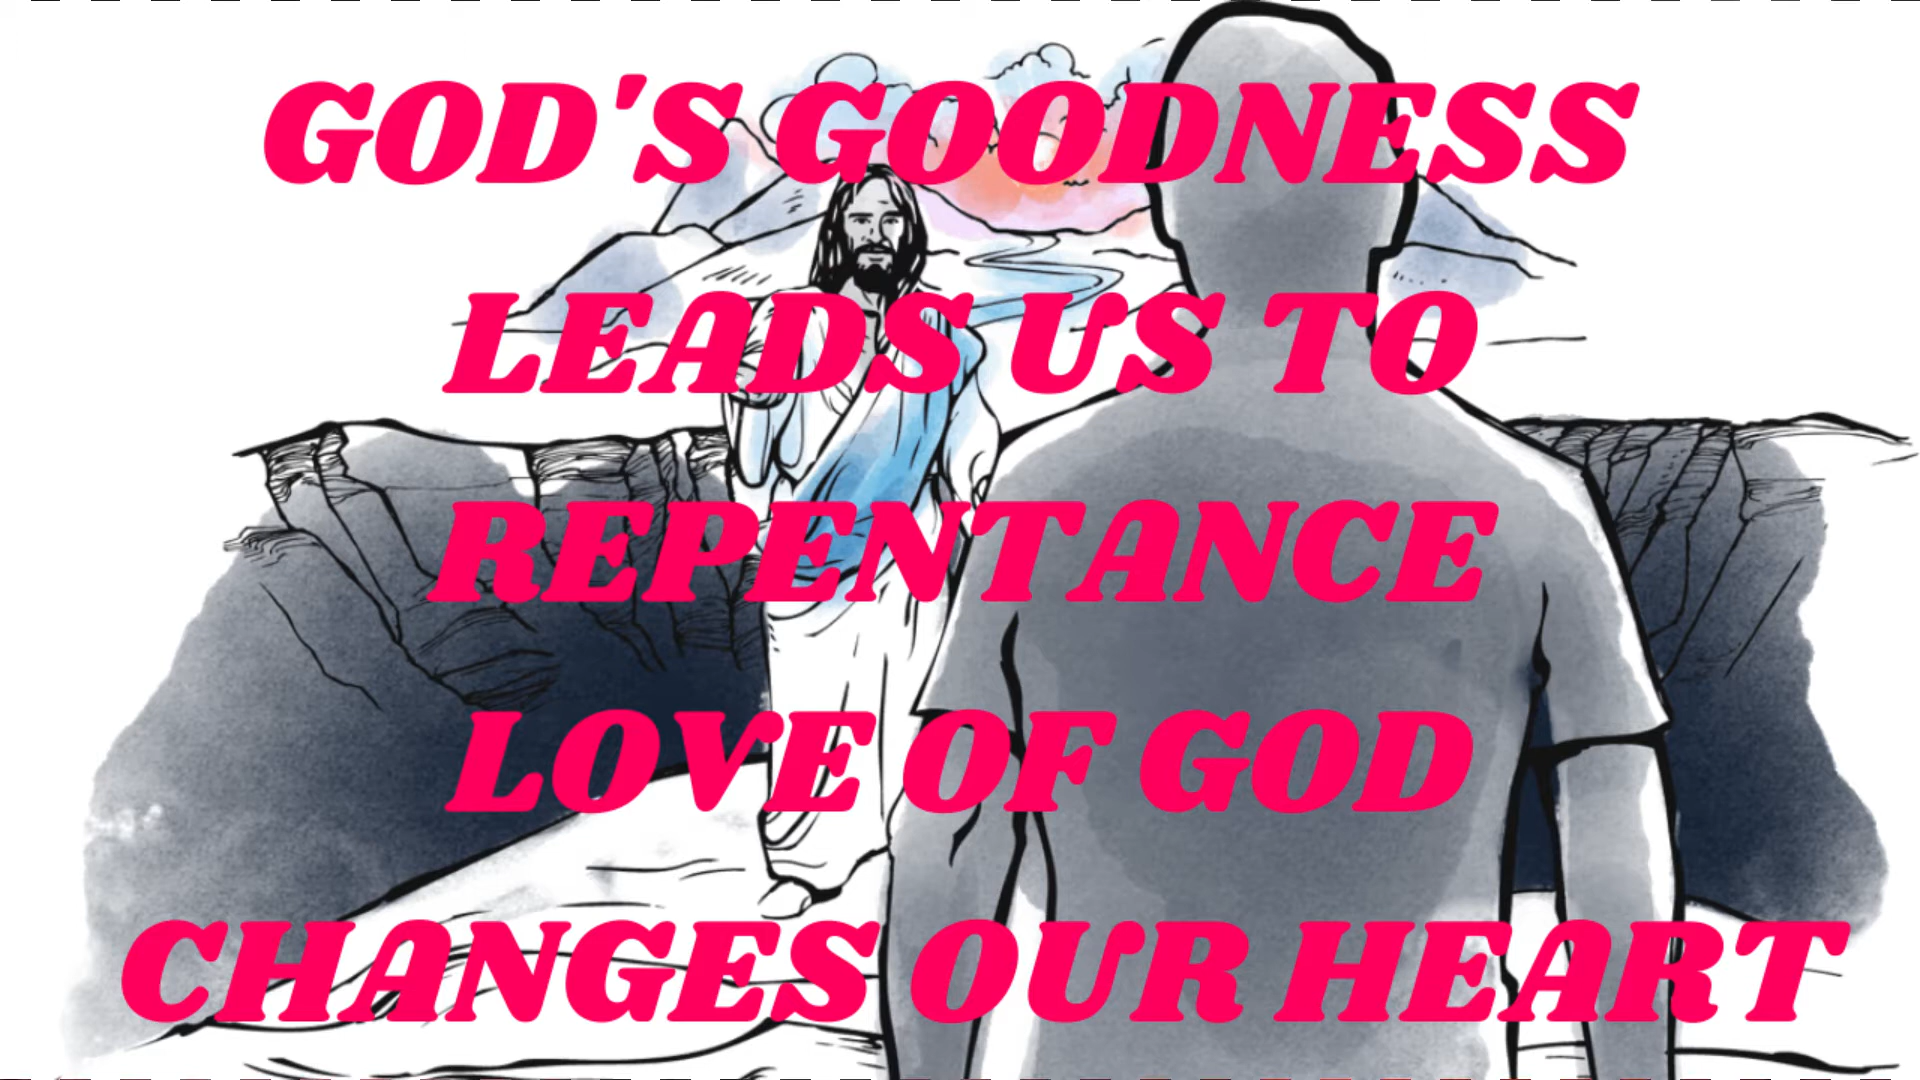 GOD'S GOODNESS
LEADS US TO
REPENTANCE
LOVE OF GOD
CHANGES OUR HEART